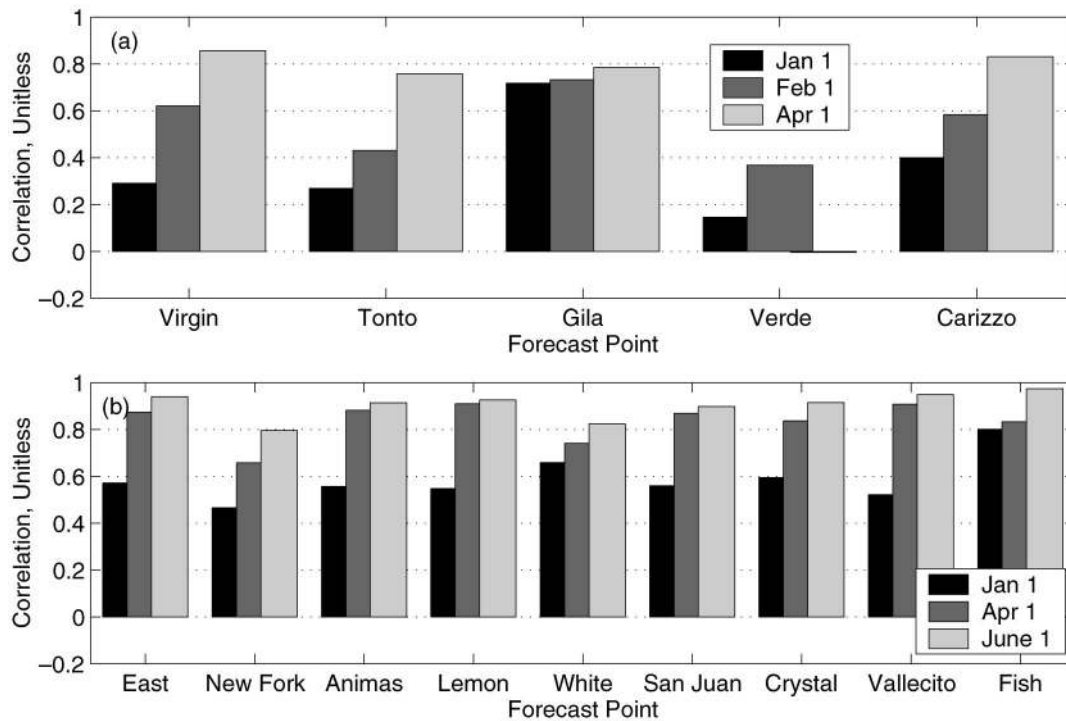 (a)
Correlation, Unitless
1
0.8
0.6
0.4
0.2
0
−0.2
Jan 1
Feb 1
Apr 1
Virgin Tonto Gila Verde Carizzo
Forecast Point
(b)
Correlation, Unitless
1
0.8
0.6
0.4
0.2
0
−0.2
Jan 1
Apr 1
June 1
East New Fork Animas Lemon White San Juan Crystal Vallecito Fish
Forecast Point